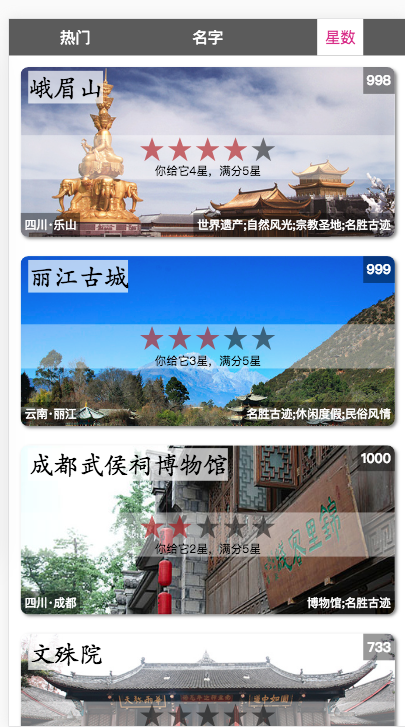 热门 名字 星数
峨眉山 998
你给它4星，满分5星
四川·乐山 世界遗产;自然风光;宗教圣地;名胜古迹
丽江古城 999
你给它3星，满分5星
云南·丽江 名胜古迹;休闲度假;民俗风情
成都武侯祠博物馆 1000
你给它2星，满分5星
四川·成都 博物馆;名胜古迹
文殊院 733